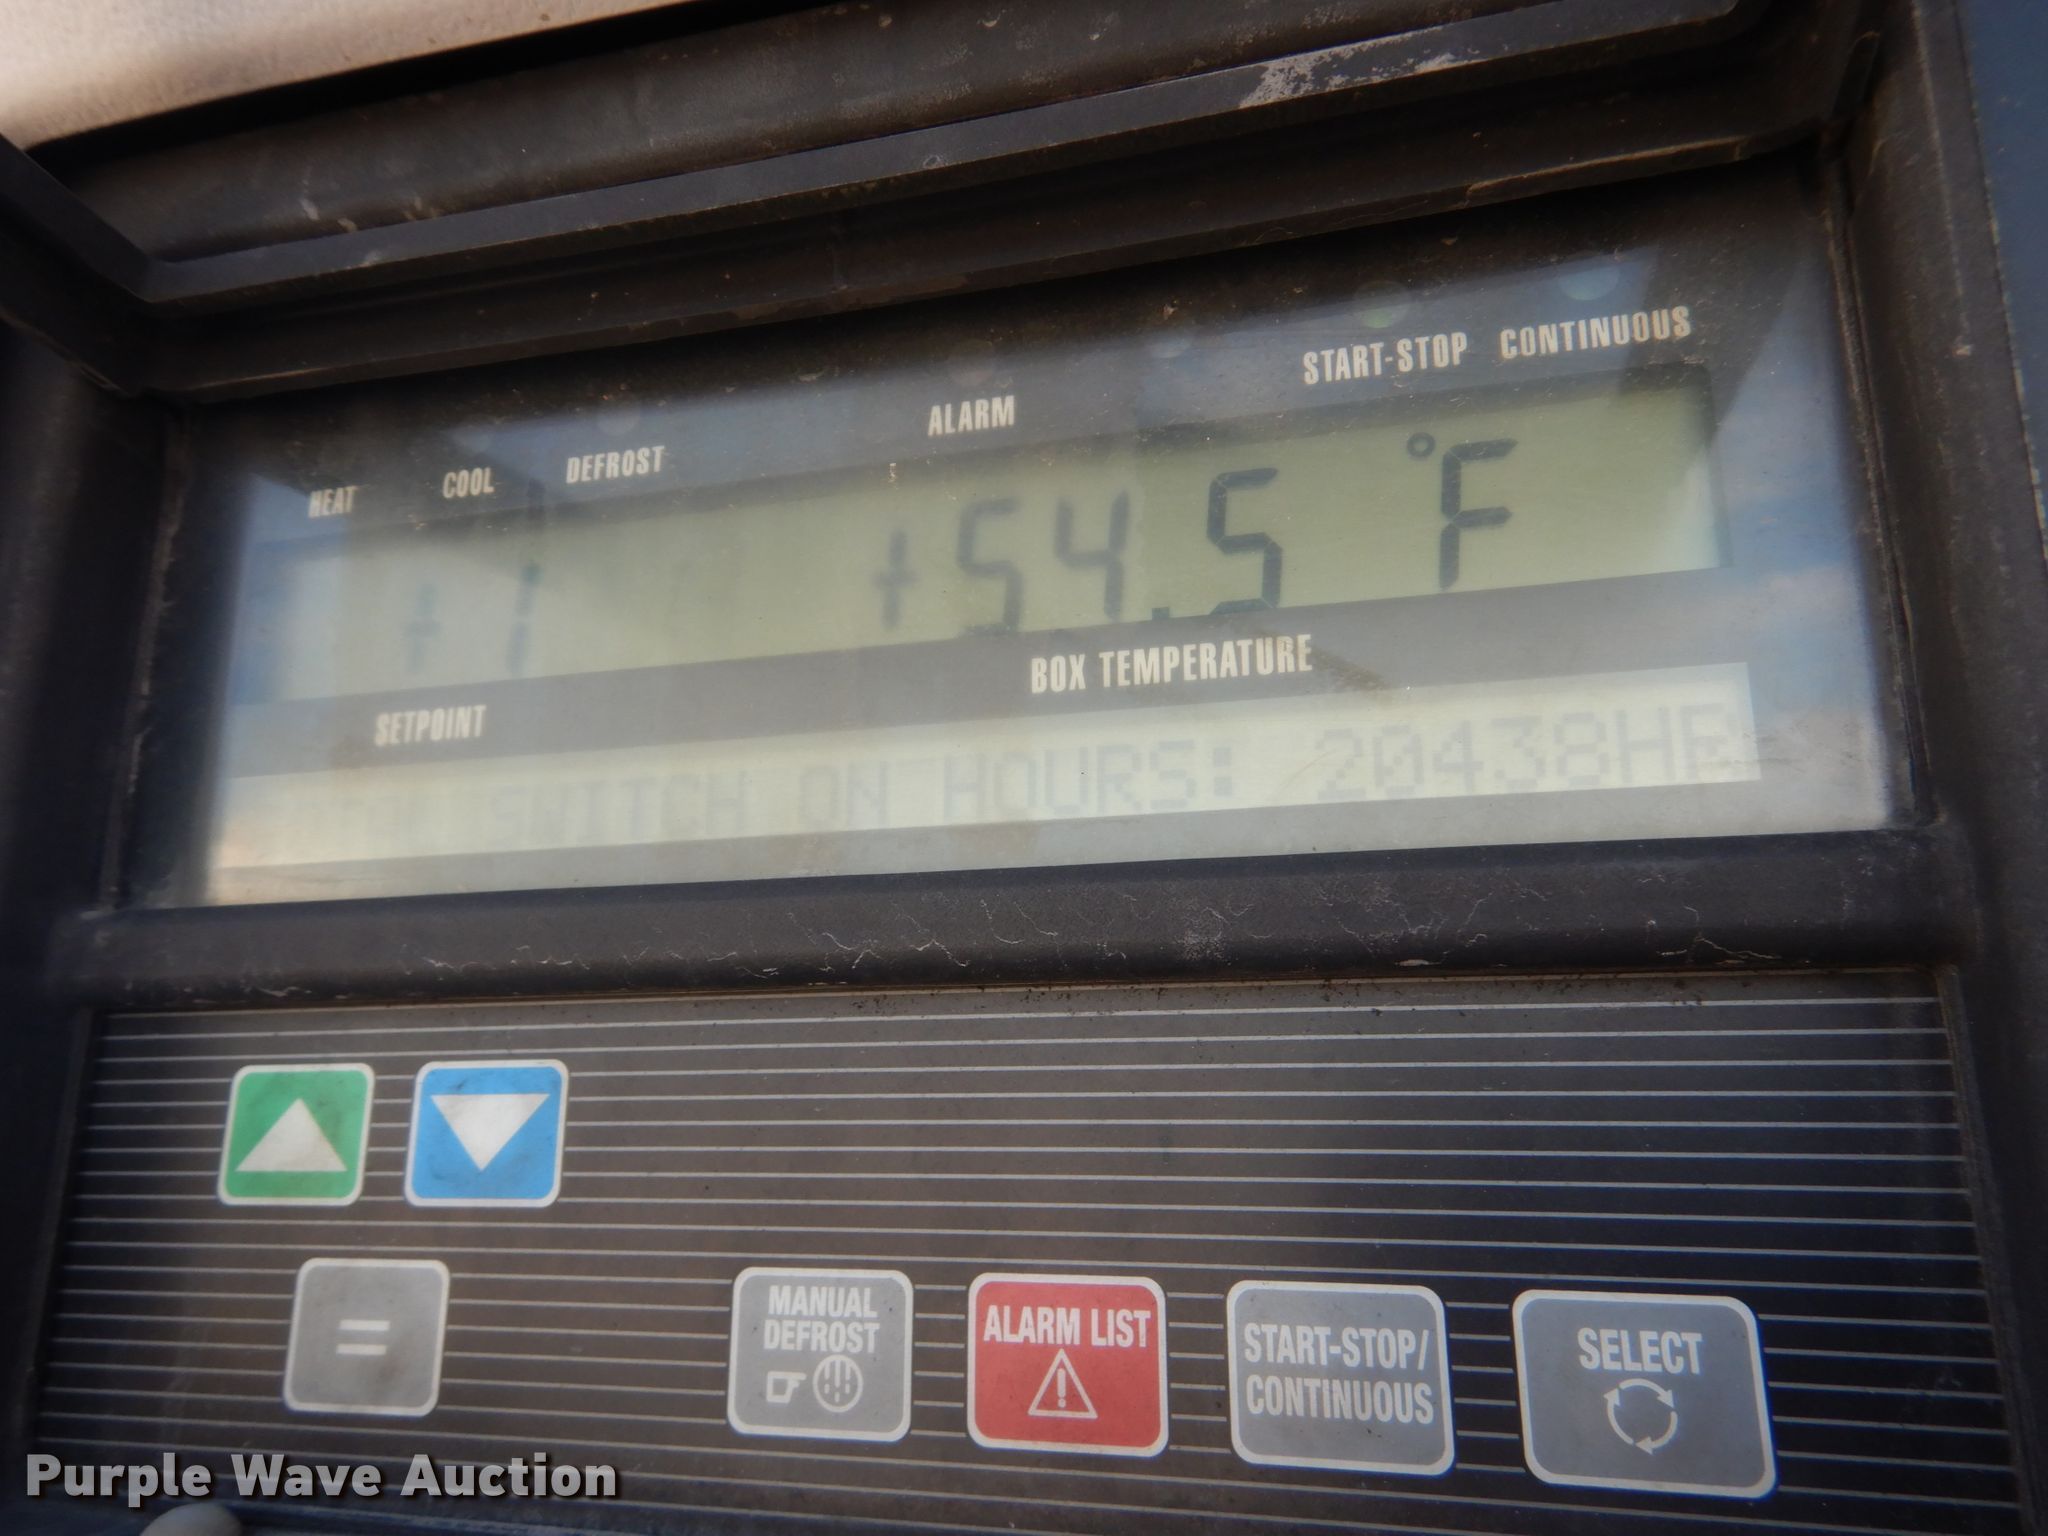 START-STOP CONTINUOUS
ALARM
HEAT COOL DEFROST
+1 +54.5 °F
BOX TEMPERATURE
SETPOINT
SWITCH ON HOURS: 20438HR
MANUAL
DEFROST
ALARM LIST
START-STOP/
CONTINUOUS
SELECT
=
Purple Wave Auction